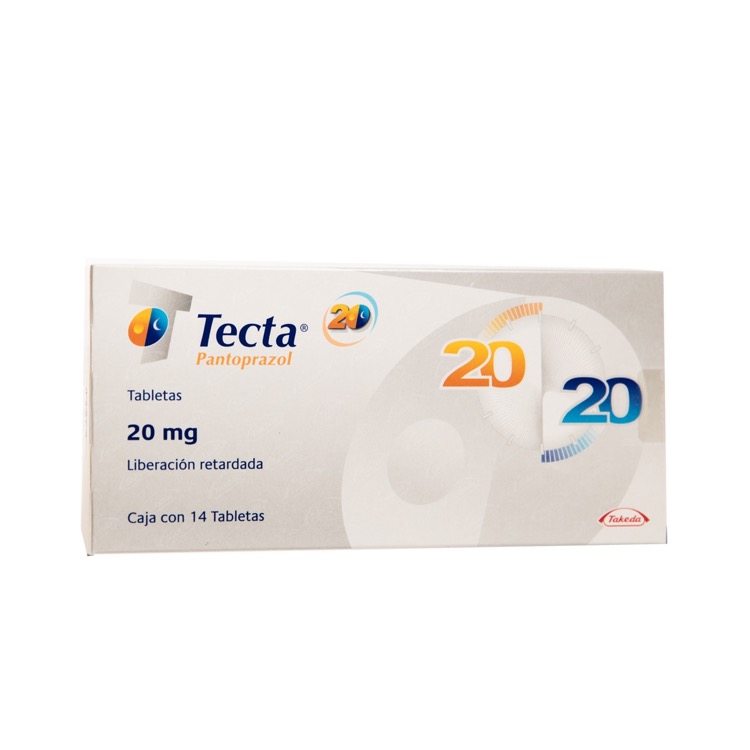 Tecta® 20
Pantoprazol
Tabletas
20 mg
Liberación retardada
Caja con 14 Tabletas
20
20
Takeda